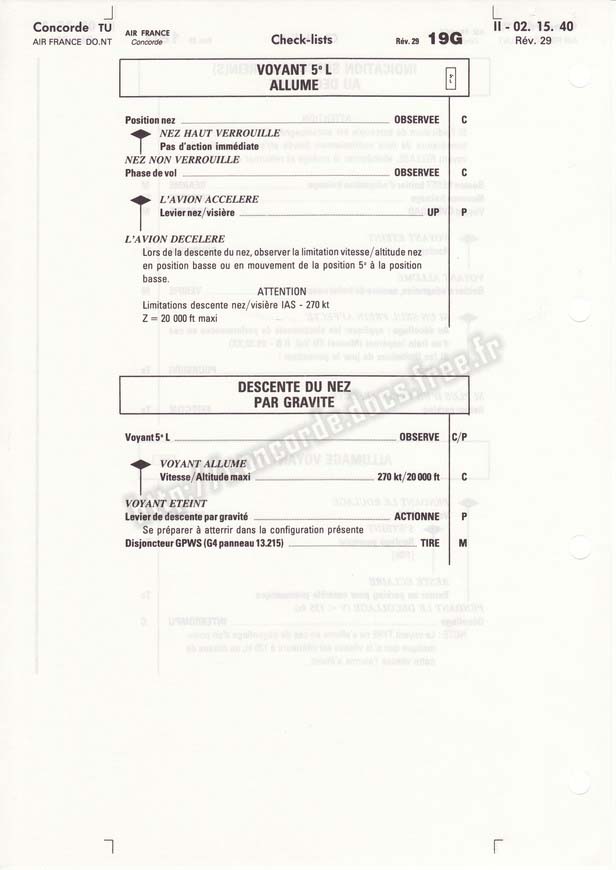 Concorde TU
AIR FRANCE DO.NT
AIR FRANCE
Concorde
Check-lists
Rév. 29 19G
II - 02. 15. 40
Rév. 29
VOYANT 5° L
ALLUME
5°
L
Position nez OBSERVEE C
NEZ HAUT VERROUILLE
Pas d'action immédiate
NEZ NON VERROUILLE
Phase de vol OBSERVEE C
L'AVION ACCELERE
Levier nez/visière UP P
L'AVION DECELERE
Lors de la descente du nez, observer la limitation vitesse/altitude nez
en position basse ou en mouvement de la position 5° à la position
basse.
ATTENTION
Limitations descente nez/visière IAS - 270 kt
Z = 20 000 ft maxi
DESCENTE DU NEZ
PAR GRAVITE
Voyant 5° L OBSERVE C/P
VOYANT ALLUME
Vitesse/Altitude maxi 270 kt/20 000 ft C
VOYANT ETEINT
Levier de descente par gravité ACTIONNE P
Se préparer à atterrir dans la configuration présente
Disjoncteur GPWS (G4 panneau 13.215) TIRE M
http://francorde.docs.free.fr